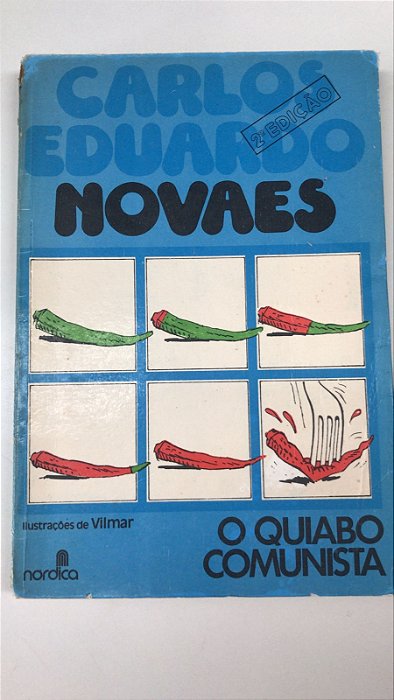 CARLOS
EDUARDO
2ª EDIÇÃO
NOVAES
Ilustrações de Vilmar
O QUIABO
COMUNISTA
nordica